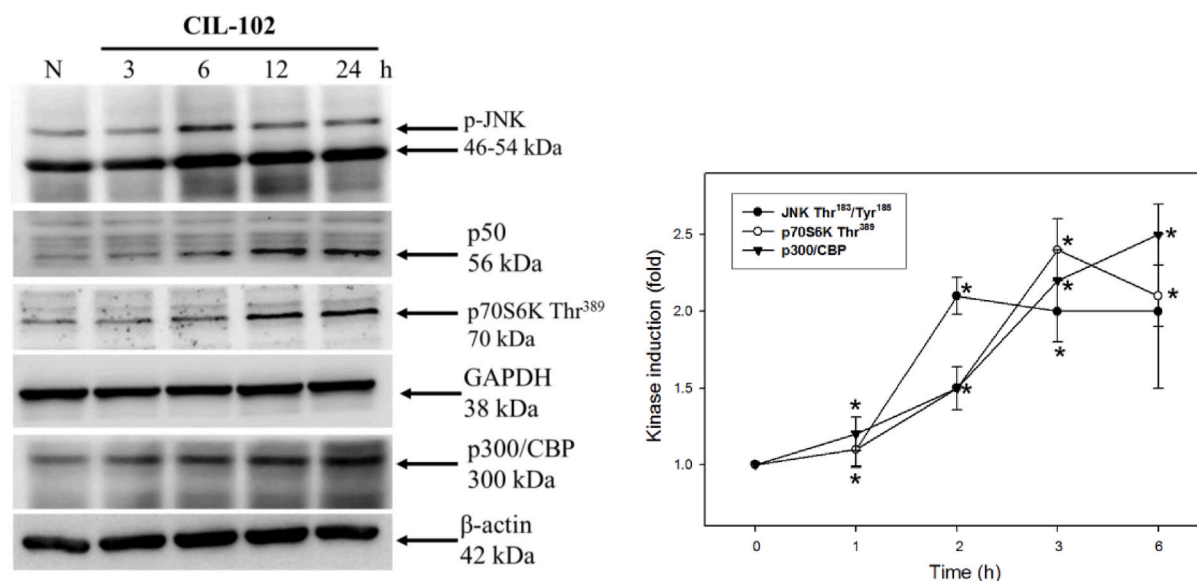 CIL-102
N 3 6 12 24 h
p-JNK
46-54 kDa
p50
56 kDa
p70S6K Thr³⁸⁹
70 kDa
GAPDH
38 kDa
p300/CBP
300 kDa
β-actin
42 kDa
JNK Thr¹⁸³/Tyr¹⁸⁵
p70S6K Thr³⁸⁹
p300/CBP
Kinase induction (fold)
2.5
2.0
1.5
1.0
* * * * * * * * *
0 1 2 3 6
Time (h)